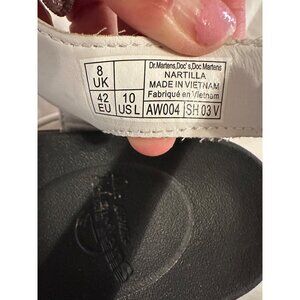 8 UK
Dr.Martens,Doc's,Doc Martens
NARTILLA
MADE IN VIETNAM
Fabriqué en Vietnam
42 EU
10 US L
AW004
SH 03 V